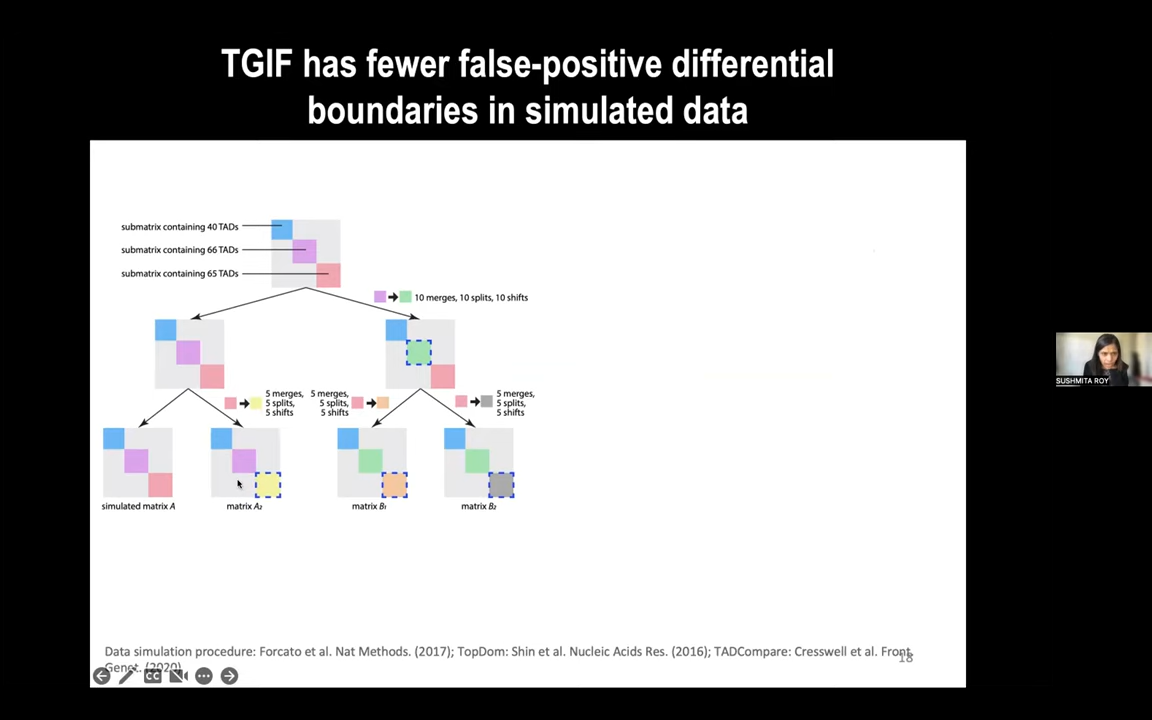 TGIF has fewer false-positive differential
boundaries in simulated data
submatrix containing 40 TADs
submatrix containing 66 TADs
submatrix containing 65 TADs
10 merges, 10 splits, 10 shifts
5 merges,
5 splits,
5 shifts
5 merges,
5 splits,
5 shifts
5 merges,
5 splits,
5 shifts
simulated matrix A
matrix A₂
matrix B₁
matrix B₂
Data simulation procedure: Forcato et al. Nat Methods. (2017); TopDom: Shin et al. Nucleic Acids Res. (2016); TADCompare: Cresswell et al. Front
Genet. (2020)
18
CC
SUSHMITA ROY